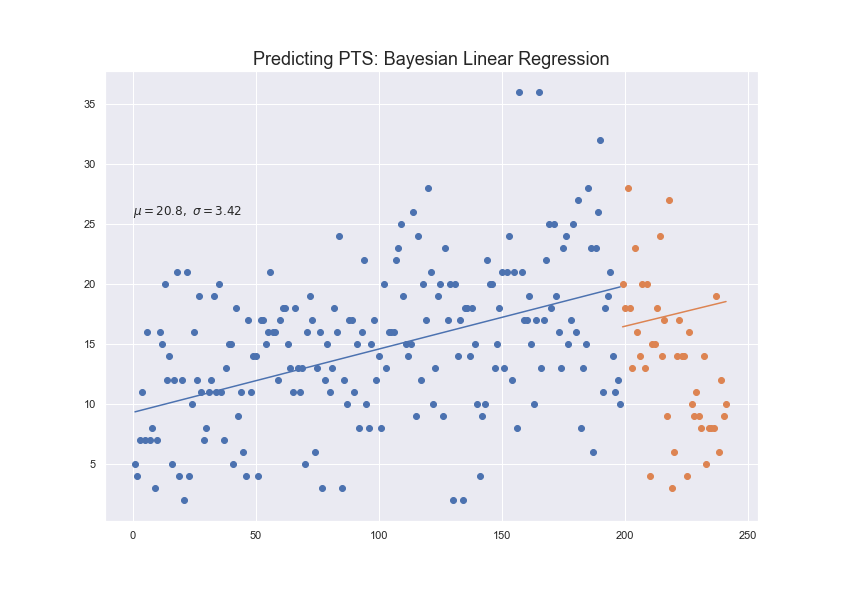 Predicting PTS: Bayesian Linear Regression
35
30
25
μ = 20.8, σ = 3.42
20
15
10
5
0 50 100 150 200 250